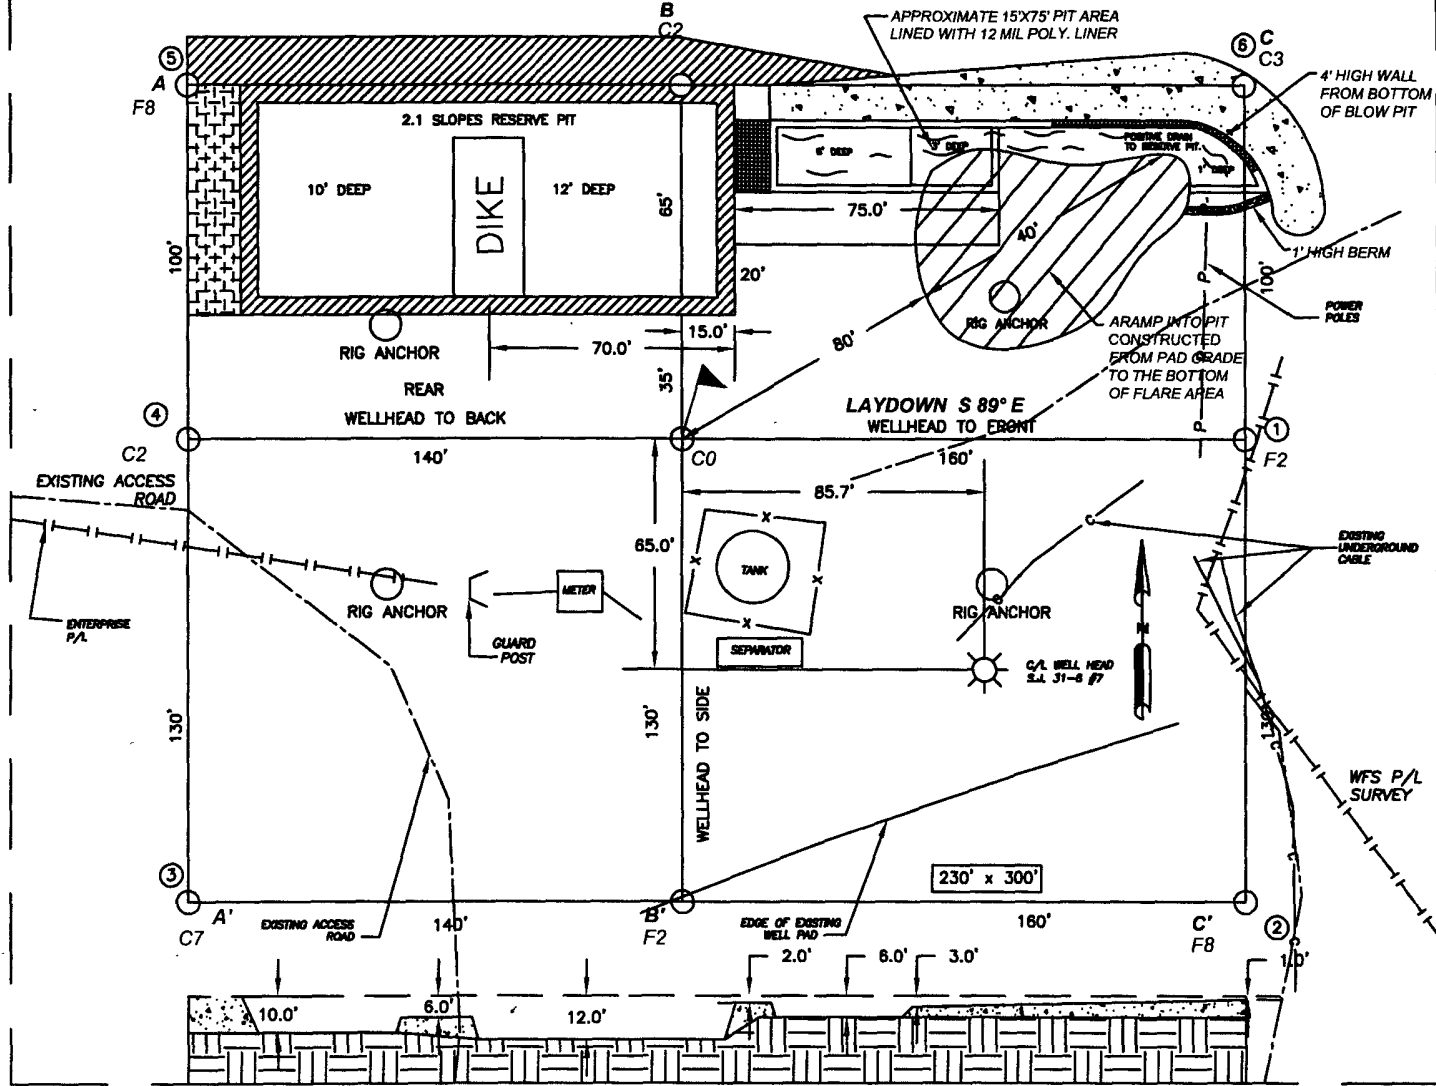 B
C2
APPROXIMATE 15'X75' PIT AREA
LINED WITH 12 MIL POLY. LINER
5
A
F8
6
C
C3
4' HIGH WALL
FROM BOTTOM
OF BLOW PIT
2.1 SLOPES RESERVE PIT
10' DEEP
DIKE
12' DEEP
65'
6' DEEP
3' DEEP
POSITIVE DRAIN
TO RESERVE PIT.
1' DEEP
75.0'
40'
1' HIGH BERM
100'
20'
P
100'
POWER
POLES
RIG ANCHOR
RIG ANCHOR
15.0'
70.0'
80'
35'
ARAMP INTO PIT
CONSTRUCTED
FROM PAD GRADE
TO THE BOTTOM
OF FLARE AREA
P
P
REAR
WELLHEAD TO BACK
LAYDOWN S 89° E
WELLHEAD TO FRONT
4
C2
140'
C0
160'
1
F2
EXISTING ACCESS
ROAD
85.7'
65.0'
X
X
X
X
TANK
C
C
EXISTING
UNDERGROUND
CABLE
RIG ANCHOR
METER
RIG ANCHOR
ENTERPRISE
P/L
GUARD
POST
SEPARATOR
N
C/L WELL HEAD
S.J. 31-6 #7
130'
130'
WELLHEAD TO SIDE
130'
C
WFS P/L
SURVEY
230' x 300'
3
A'
C7
EXISTING ACCESS
ROAD
140'
B'
F2
EDGE OF EXISTING
WELL PAD
160'
C'
F8
2
C
C
2.0'
6.0'
3.0'
1.0'
10.0'
6.0'
12.0'